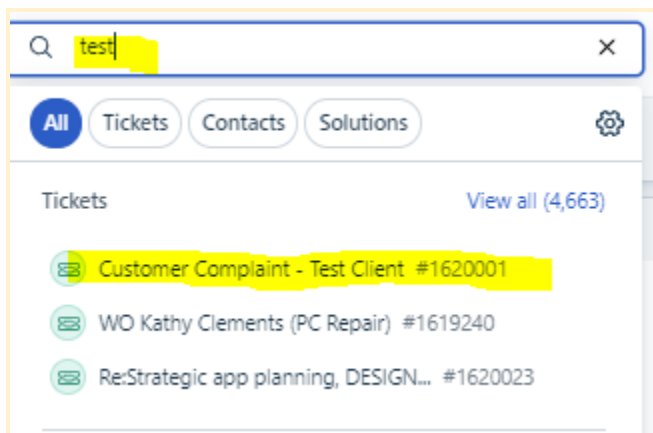 test
All Tickets Contacts Solutions
Tickets View all (4,663)
Customer Complaint - Test Client #1620001
WO Kathy Clements (PC Repair) #1619240
Re:Strategic app planning, DESIGN... #1620023